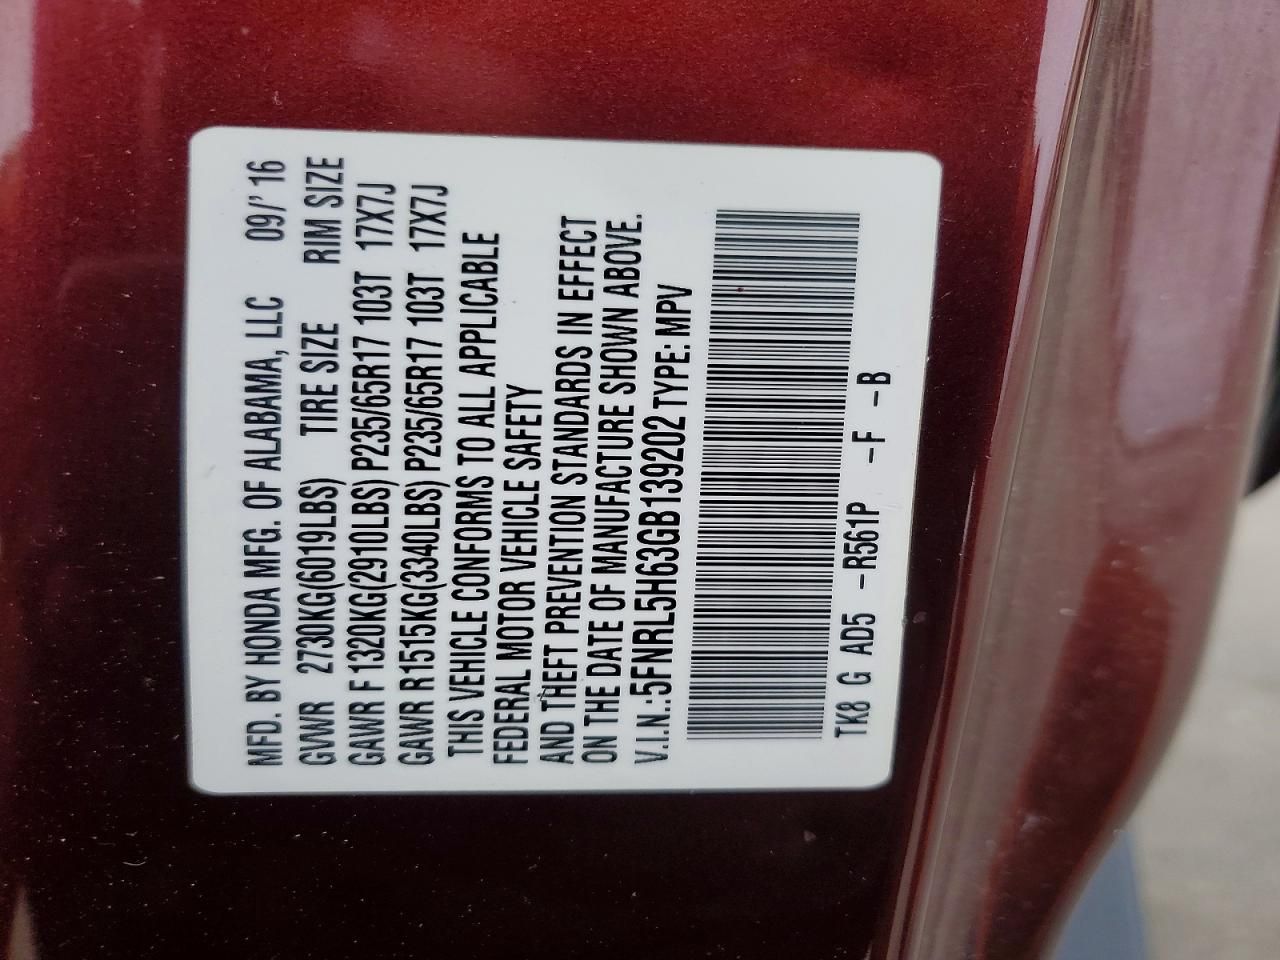 MFD. BY HONDA MFG. OF ALABAMA, LLC 09/' 16
GVWR 2730KG(6019LBS) TIRE SIZE RIM SIZE
GAWR F 1320KG(2910LBS) P235/65R17 103T 17X7J
GAWR R1515KG(3340LBS) P235/65R17 103T 17X7J
THIS VEHICLE CONFORMS TO ALL APPLICABLE
FEDERAL MOTOR VEHICLE SAFETY
AND THEFT PREVENTION STANDARDS IN EFFECT
ON THE DATE OF MANUFACTURE SHOWN ABOVE.
V.I.N.:5FNRL5H63GB139202 TYPE: MPV
TK8 G AD5 -R561P -F -B